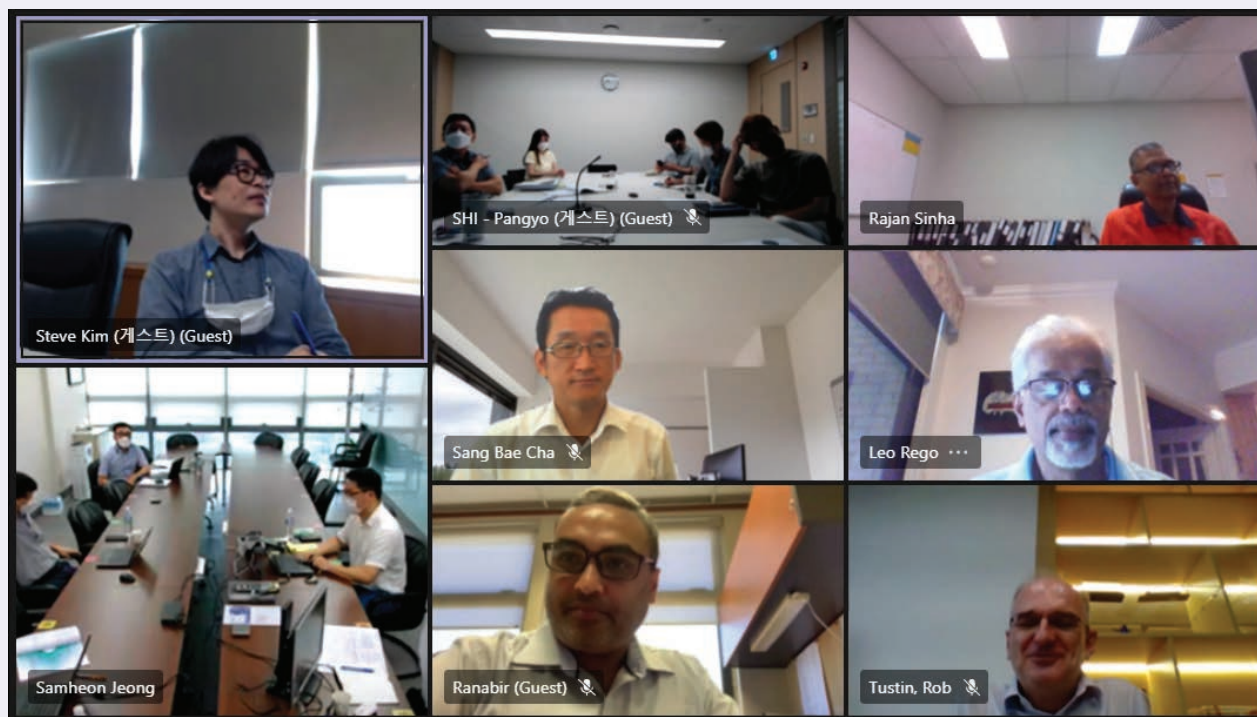 Steve Kim (게스트) (Guest)
SHI - Pangyo (게스트) (Guest)
Rajan Sinha
Sang Bae Cha
Leo Rego
Samheon Jeong
Ranabir (Guest)
Tustin, Rob